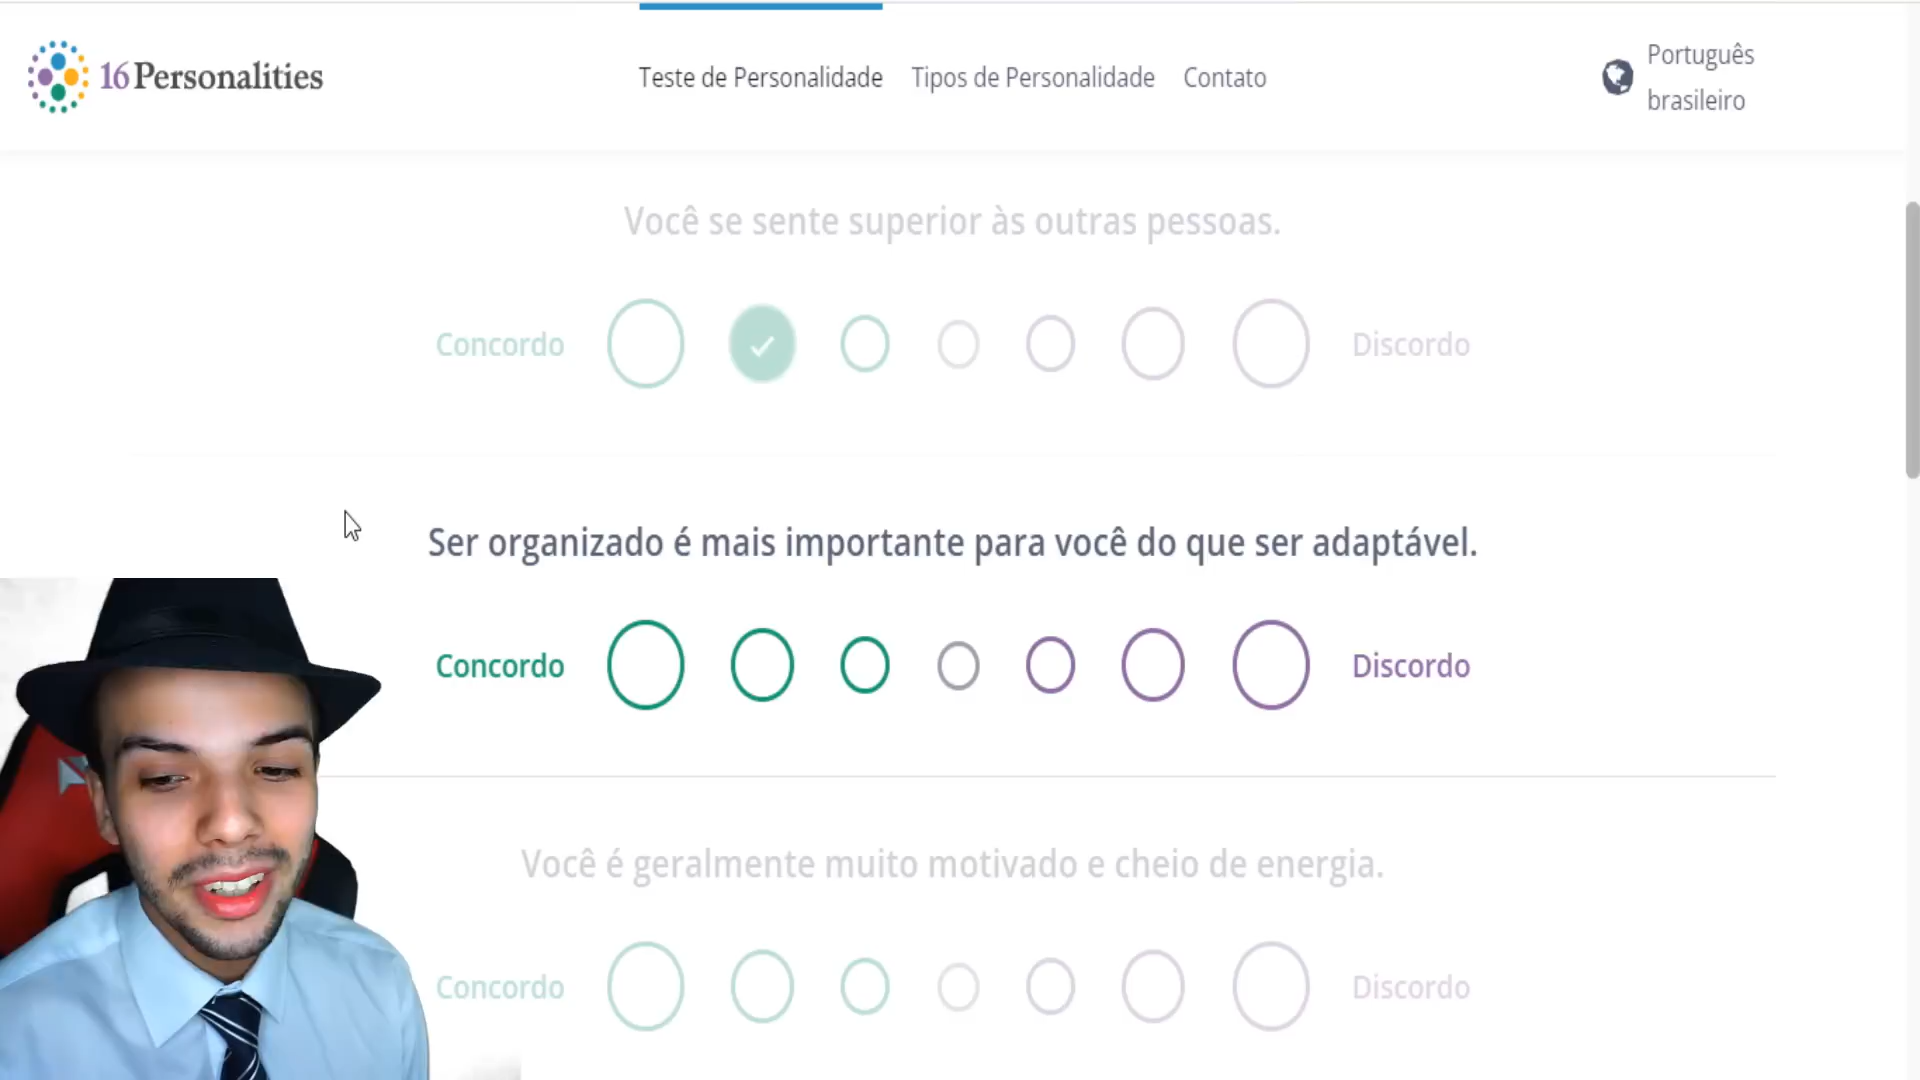 16Personalities
Teste de Personalidade
Tipos de Personalidade
Contato
Português
brasileiro
Você se sente superior às outras pessoas.
Concordo
Discordo
Ser organizado é mais importante para você do que ser adaptável.
Concordo
Discordo
Você é geralmente muito motivado e cheio de energia.
Concordo
Discordo